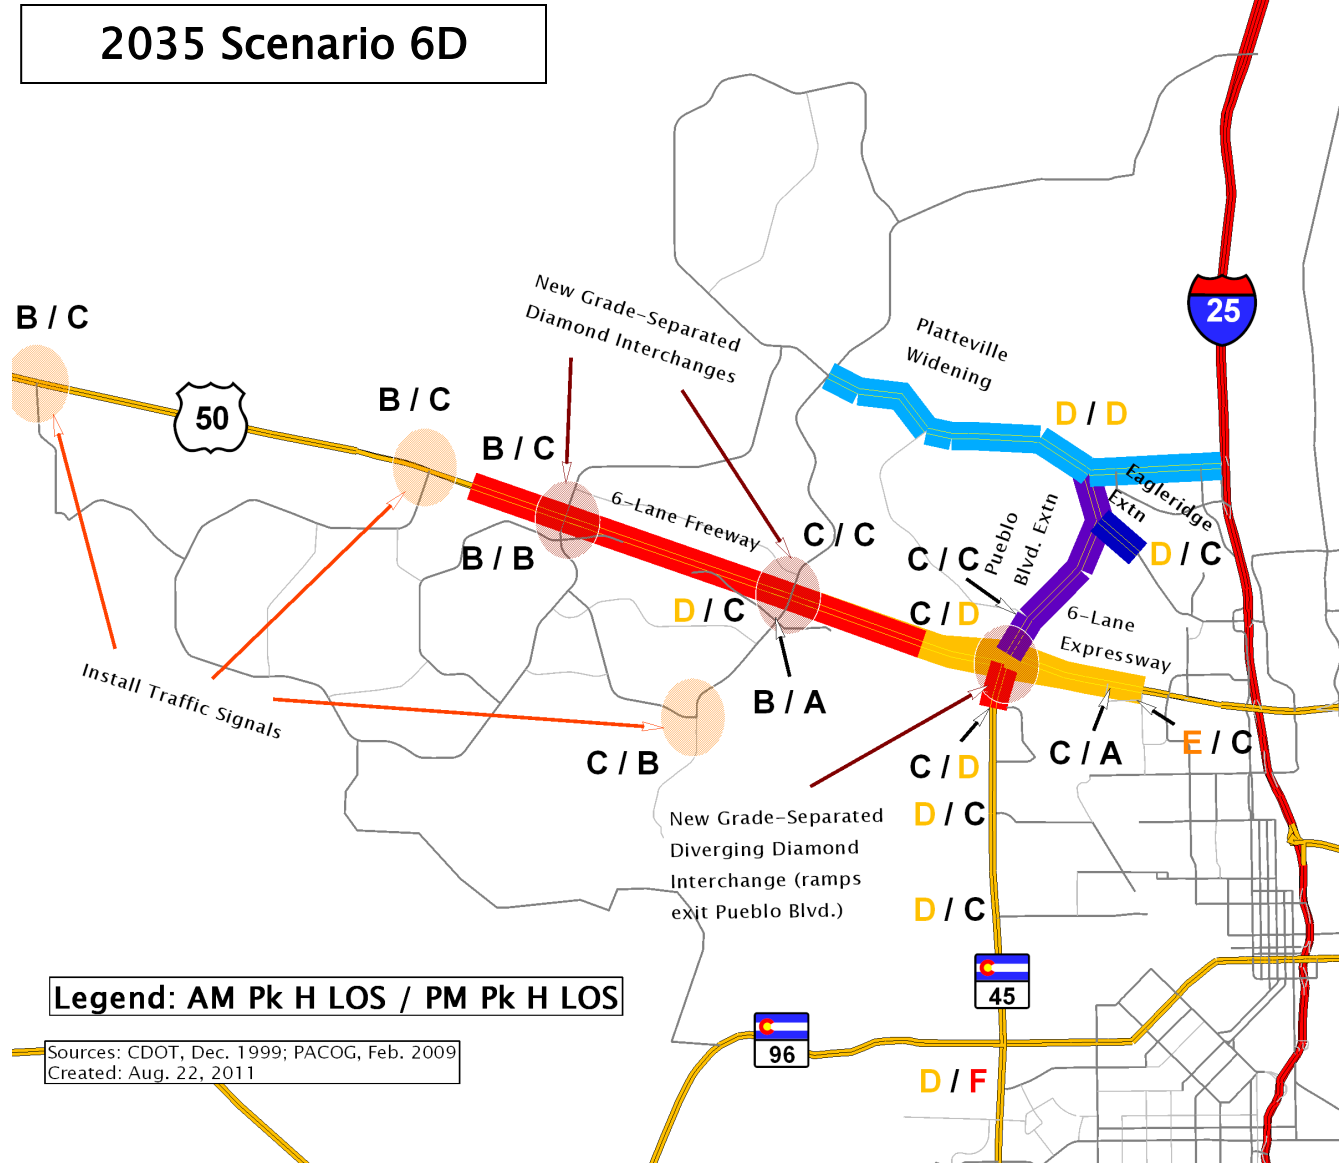 2035 Scenario 6D
25
B / C
New Grade-Separated
Diamond Interchanges
Platteville
Widening
50
B / C
D / D
B / C
6-Lane Freeway
C / C
Eagleridge
Extn
Pueblo
Blvd. Extn
B / B
C / C
D / C
D / C
C / D
6-Lane
Expressway
Install Traffic Signals
B / A
C / B
C / A
E / C
C / D
New Grade-Separated
Diverging Diamond
Interchange (ramps
exit Pueblo Blvd.)
D / C
D / C
45
Legend: AM Pk H LOS / PM Pk H LOS
96
Sources: CDOT, Dec. 1999; PACOG, Feb. 2009
Created: Aug. 22, 2011
D / F